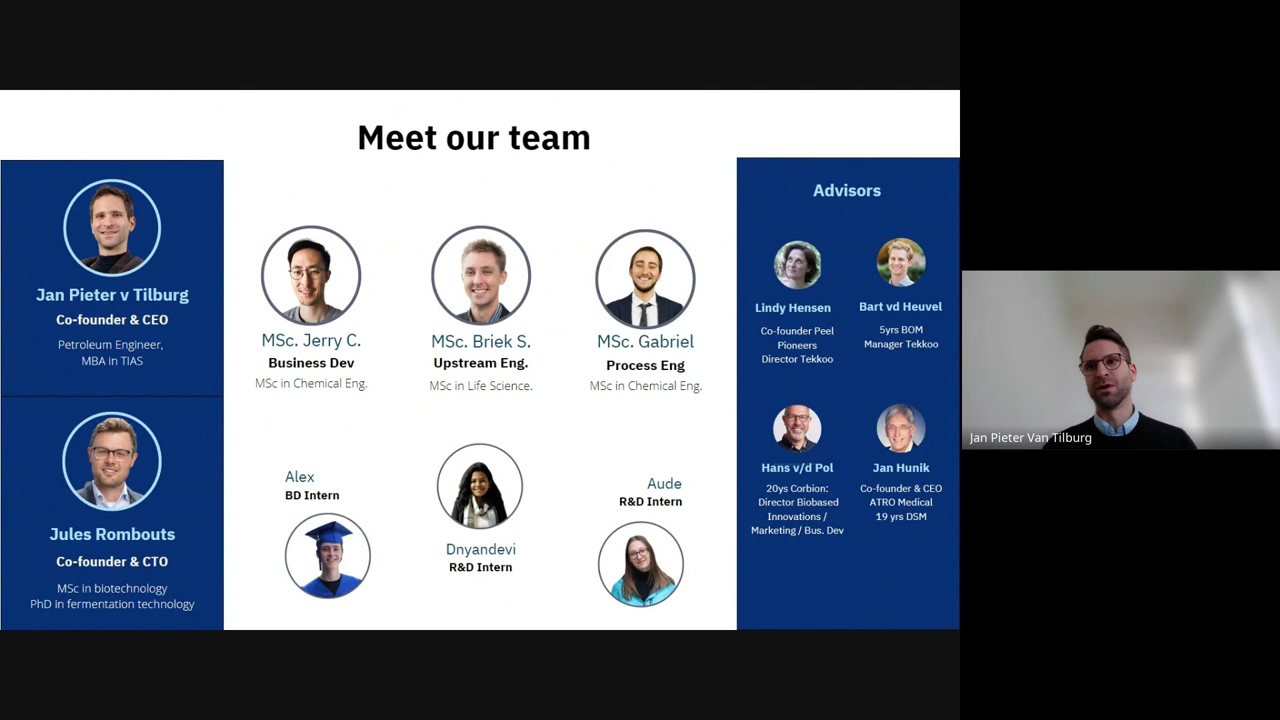 Meet our team
Jan Pieter v Tilburg
Co-founder & CEO
Petroleum Engineer,
MBA in TIAS
Jules Rombouts
Co-founder & CTO
MSc in biotechnology
PhD in fermentation technology
MSc. Jerry C.
Business Dev
MSc in Chemical Eng.
MSc. Briek S.
Upstream Eng.
MSc in Life Science.
MSc. Gabriel
Process Eng
MSc in Chemical Eng.
Alex
BD Intern
Dnyandevi
R&D Intern
Aude
R&D Intern
Advisors
Lindy Hensen
Co-founder Peel
Pioneers
Director Tekkoo
Bart vd Heuvel
5yrs BOM
Manager Tekkoo
Hans v/d Pol
20ys Corbion:
Director Biobased
Innovations /
Marketing / Bus. Dev
Jan Hunik
Co-founder & CEO
ATRO Medical
19 yrs DSM
Jan Pieter Van Tilburg